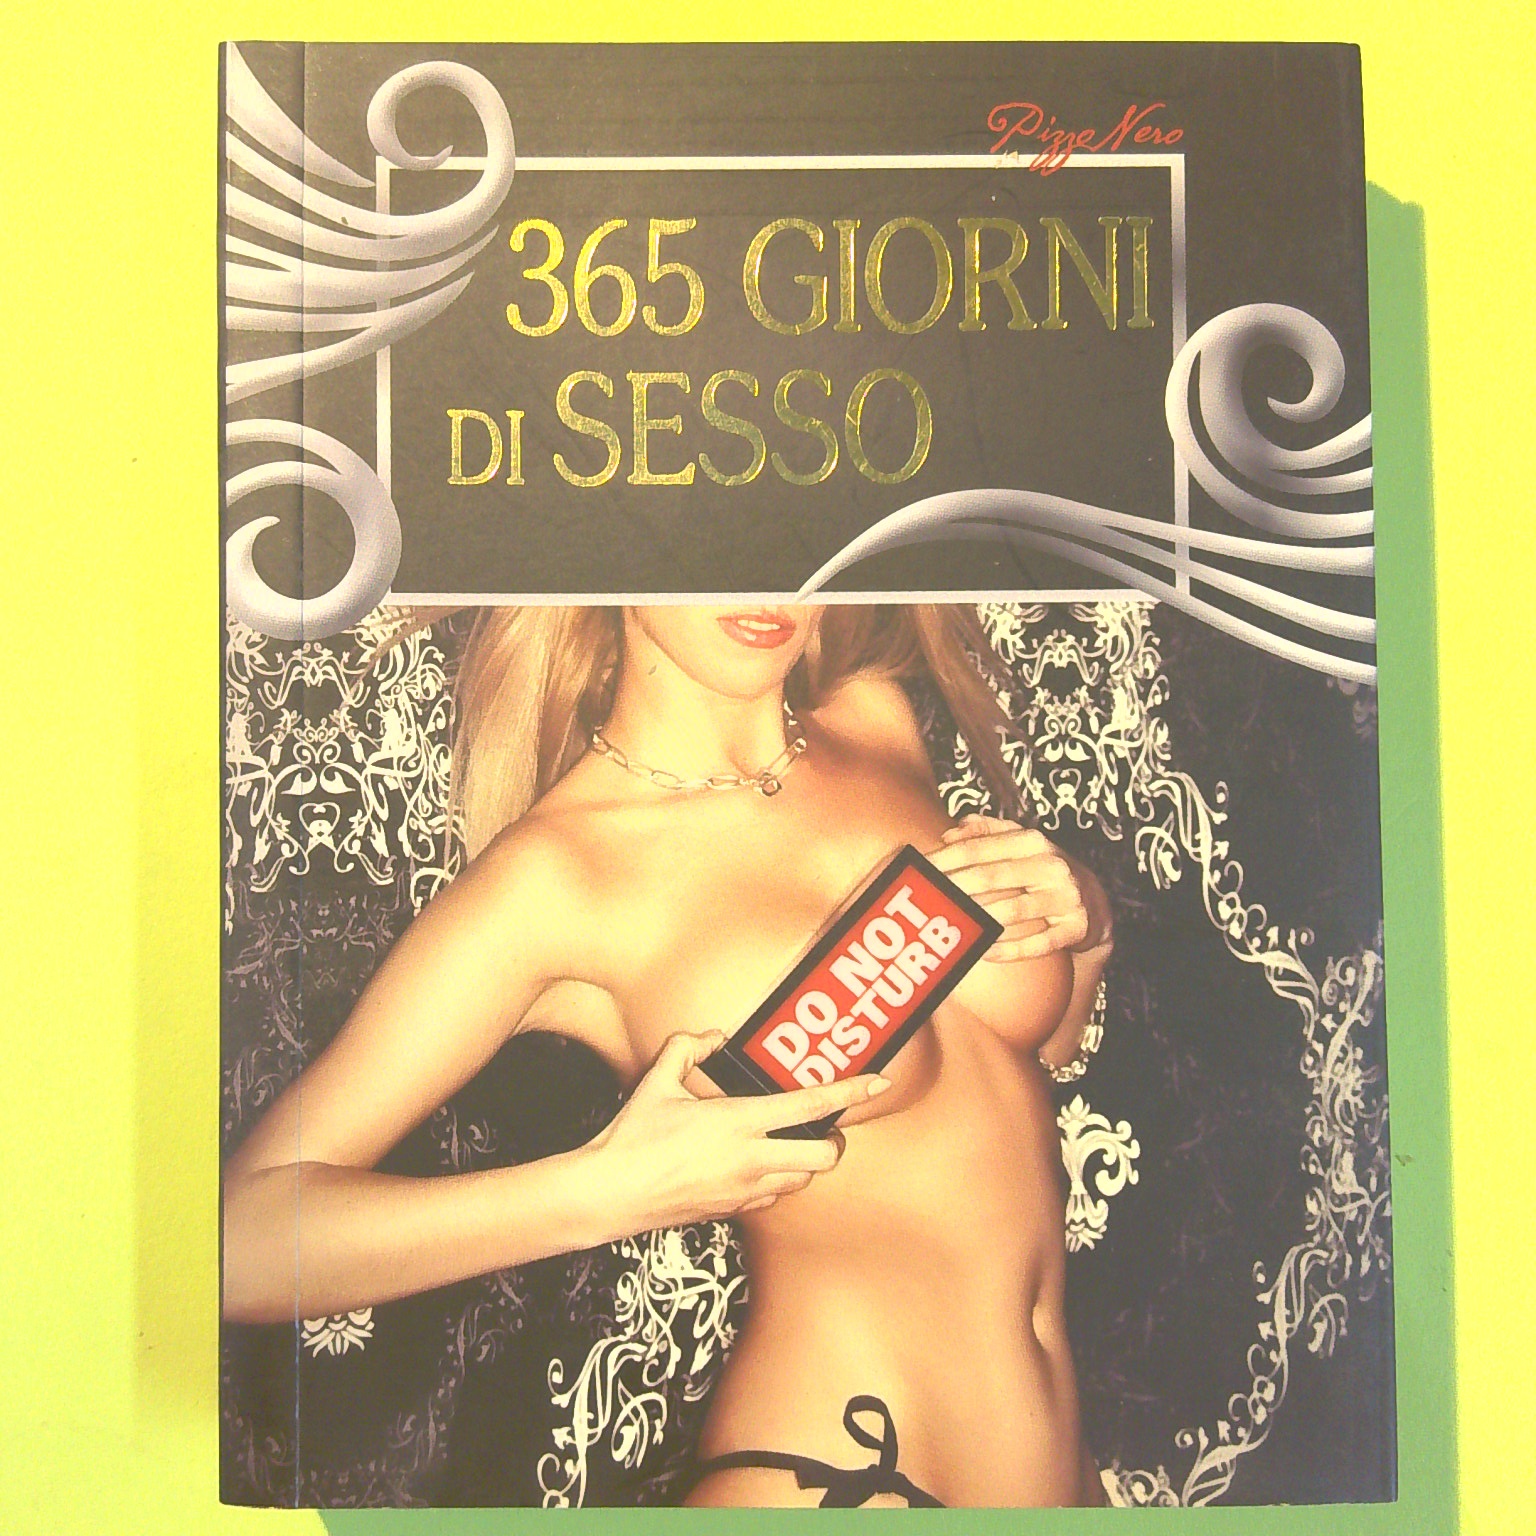 Pizzo Nero
365 GIORNI
DI SESSO
DO NOT
DISTURB